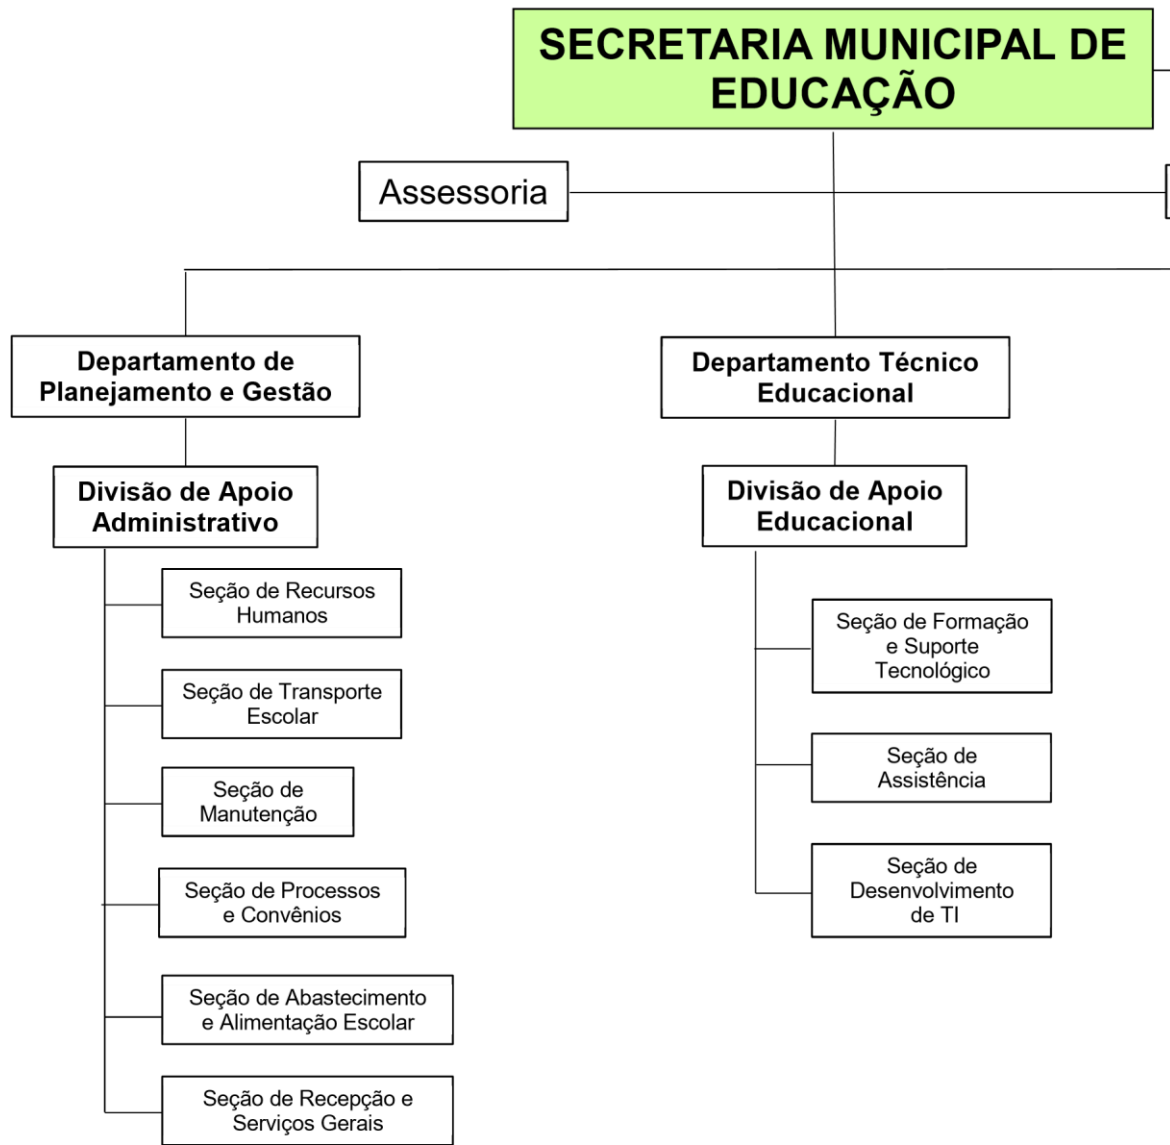 SECRETARIA MUNICIPAL DE
EDUCAÇÃO
Assessoria
Departamento de
Planejamento e Gestão
Departamento Técnico
Educacional
Divisão de Apoio
Administrativo
Divisão de Apoio
Educacional
Seção de Recursos
Humanos
Seção de Transporte
Escolar
Seção de
Manutenção
Seção de Processos
e Convênios
Seção de Abastecimento
e Alimentação Escolar
Seção de Recepção e
Serviços Gerais
Seção de Formação
e Suporte
Tecnológico
Seção de
Assistência
Seção de
Desenvolvimento
de TI